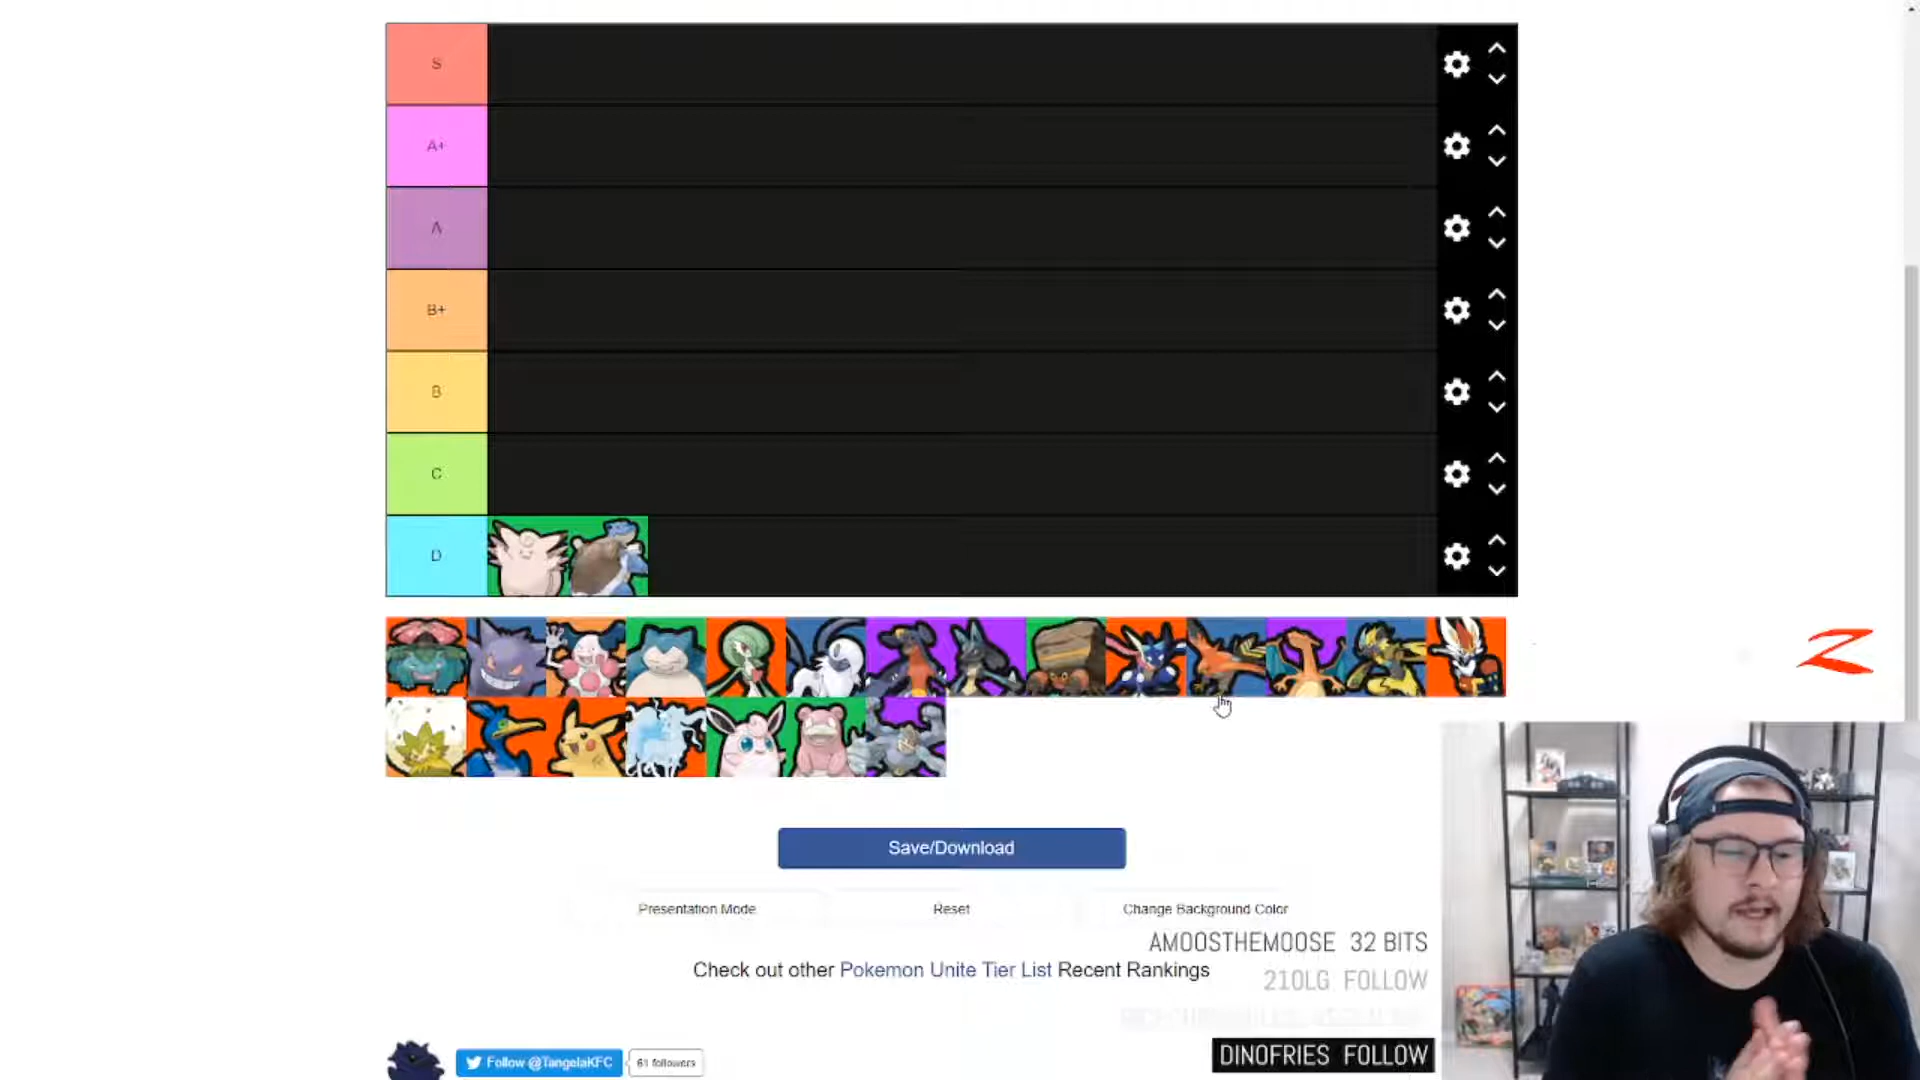 S
A+
A
B+
B
C
D
Save/Download
Presentation Mode
Reset
Change Background Color
AMOOSTHEMOOSE 32 BITS
Check out other Pokemon Unite Tier List Recent Rankings
210LG FOLLOW
DINOFRIES FOLLOW
Follow @TangelaKFC
61 followers